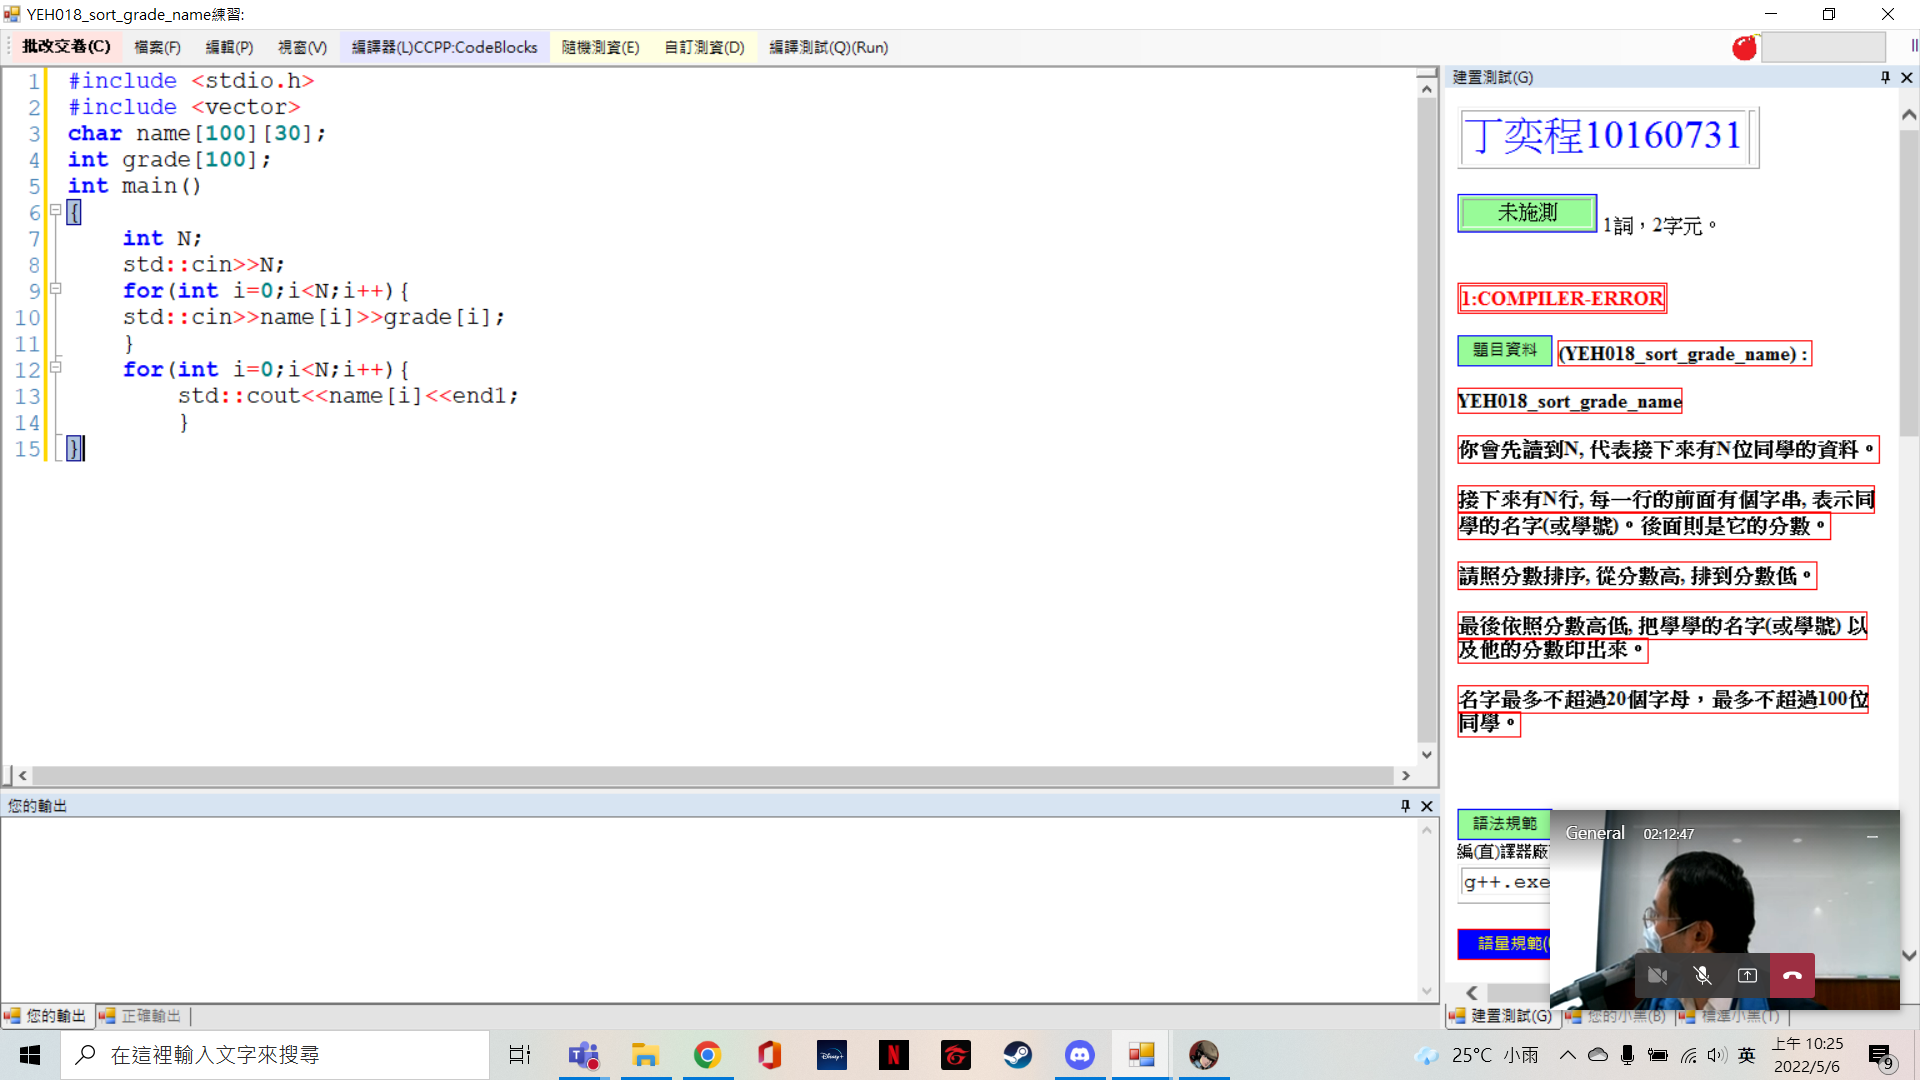 YEH018_sort_grade_name練習:
批改交卷(C) 檔案(F) 編輯(P) 視窗(V) 編譯器(L)CCPP:CodeBlocks 隨機測資(E) 自訂測資(D) 編譯測試(Q)(Run)
1 #include <stdio.h>
2 #include <vector>
3 char name[100][30];
4 int grade[100];
5 int main()
6 {
7 int N;
8 std::cin>>N;
9 for(int i=0;i<N;i++){
10 std::cin>>name[i]>>grade[i];
11 }
12 for(int i=0;i<N;i++){
13 std::cout<<name[i]<<end1;
14 }
15 }
您的輸出
您的輸出 正確輸出
建置測試(G)
丁奕程10160731
未施測 1詞，2字元。
1:COMPILER-ERROR
題目資料 (YEH018_sort_grade_name) :
YEH018_sort_grade_name
你會先讀到N, 代表接下來有N位同學的資料。
接下來有N行, 每一行的前面有個字串, 表示同
學的名字(或學號)。後面則是它的分數。
請照分數排序, 從分數高, 排到分數低。
最後依照分數高低, 把學學的名字(或學號) 以
及他的分數印出來。
名字最多不超過20個字母，最多不超過100位
同學。
語法規範
編(直)譯器廠
g++.exe
語量規範(
General 02:12:47
建置測試(G) 您的小黑(B) 標準小黑(T)
在這裡輸入文字來搜尋
Disney+
N
25°C 小雨
英
上午 10:25
2022/5/6
9